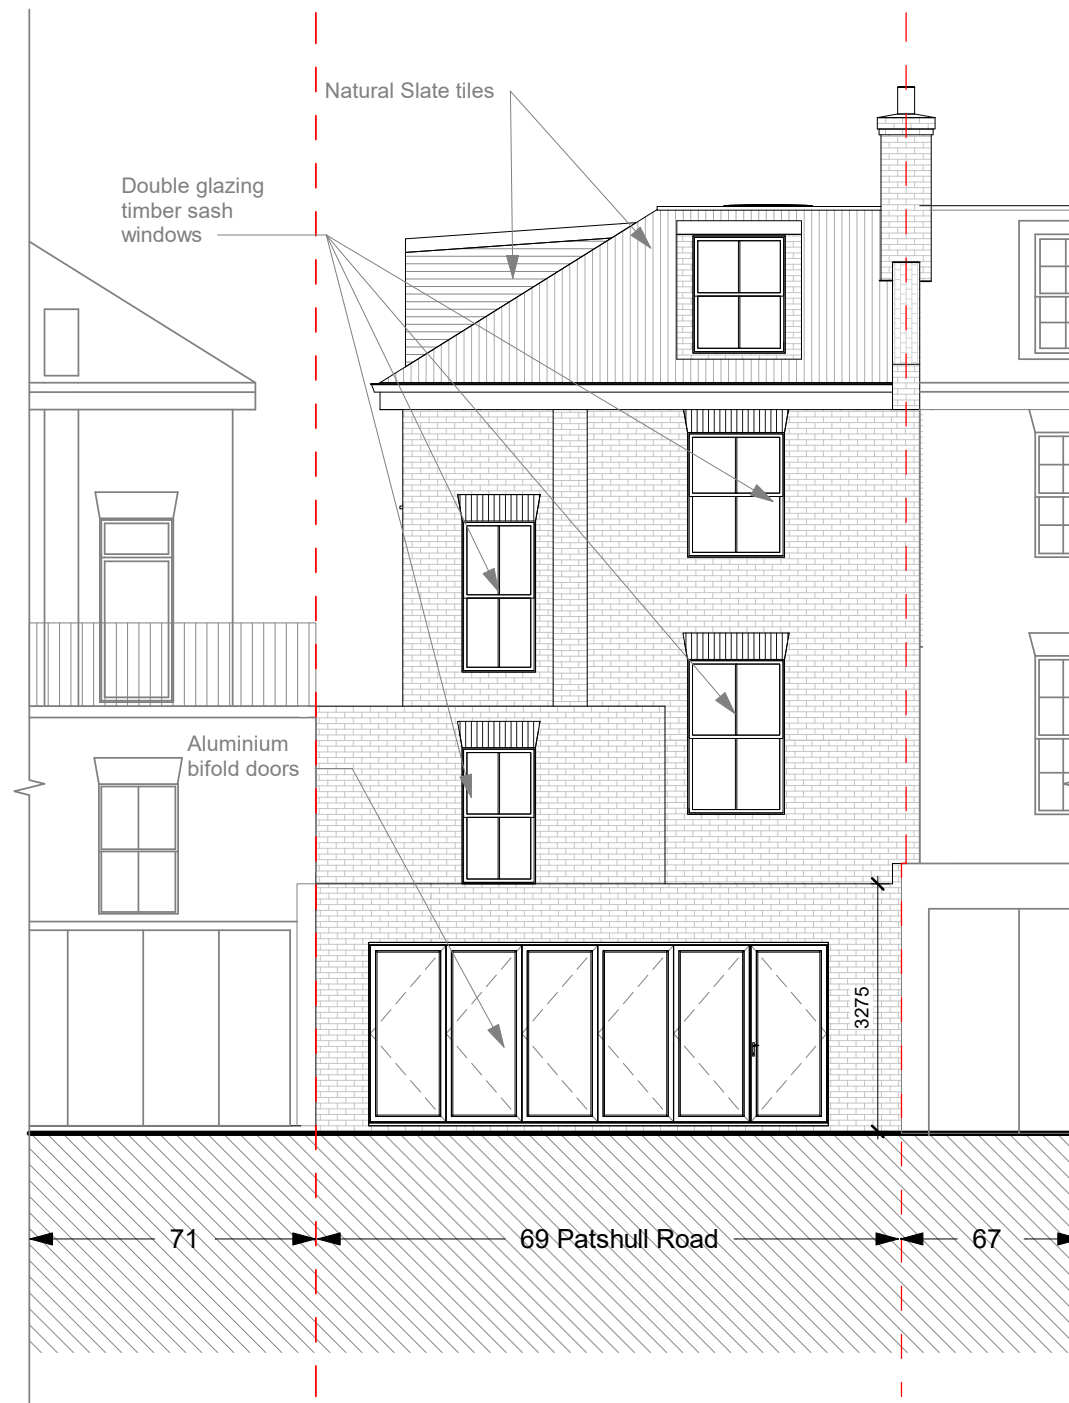 Natural Slate tiles
Double glazing
timber sash
windows
Aluminium
bifold doors
3275
71
69 Patshull Road
67